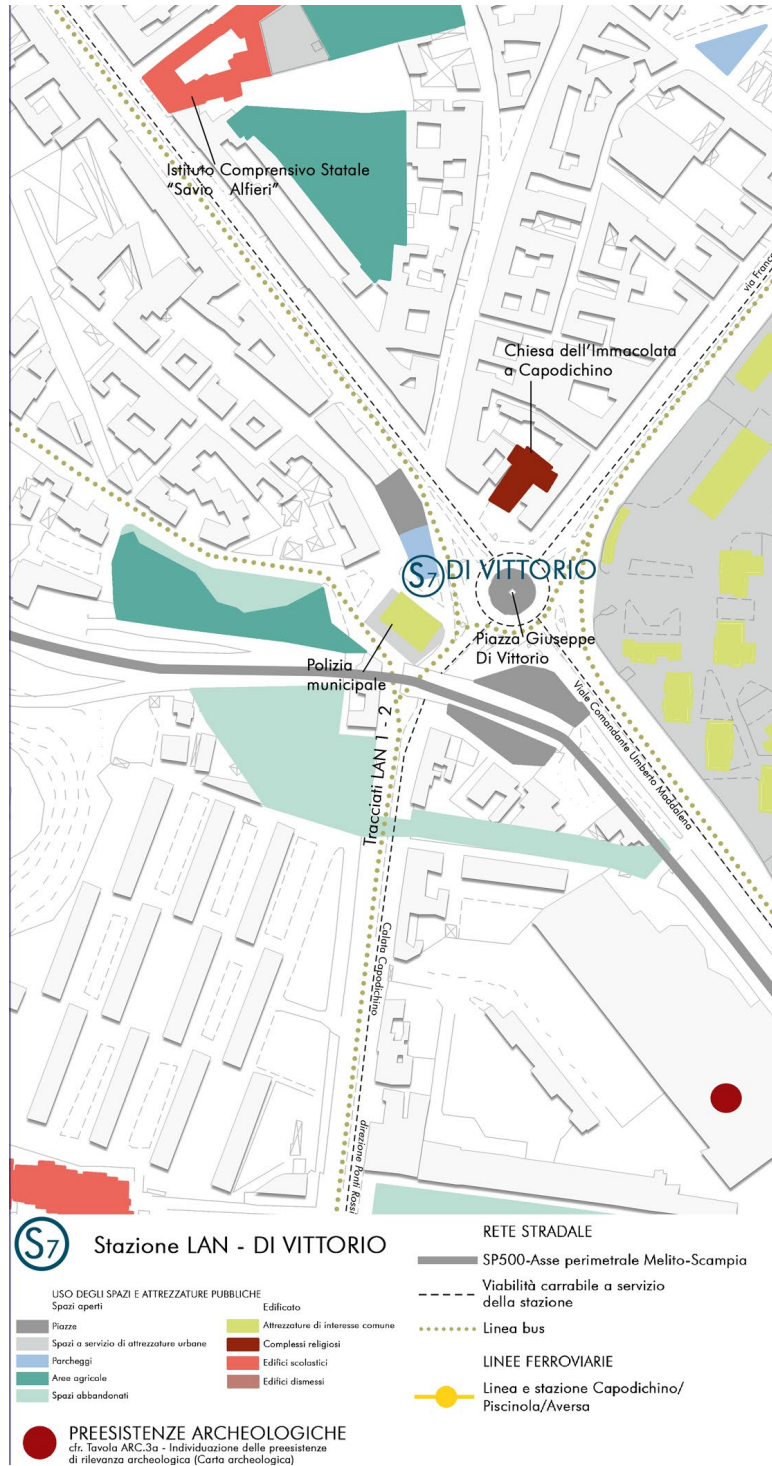 Istituto Comprensivo Statale
"Savio Alfieri"
via Franc
Chiesa dell'Immacolata
a Capodichino
S7 DI VITTORIO
Piazza Giuseppe
Di Vittorio
Polizia
municipale
Viale Comandante Umberto Maddalena
Tracciati LAN 1 - 2
Calata Capodichino
direzione Ponti Rossi
S7 Stazione LAN - DI VITTORIO
USO DEGLI SPAZI E ATTREZZATURE PUBBLICHE
Spazi aperti
Piazze
Spazi a servizio di attrezzature urbane
Parcheggi
Aree agricole
Spazi abbandonati
Edificato
Attrezzature di interesse comune
Complessi religiosi
Edifici scolastici
Edifici dismessi
PREESISTENZE ARCHEOLOGICHE
cfr. Tavola ARC.3a - Individuazione delle preesistenze
di rilevanza archeologica (Carta archeologica)
RETE STRADALE
SP500-Asse perimetrale Melito-Scampia
Viabilità carrabile a servizio
della stazione
Linea bus
LINEE FERROVIARIE
Linea e stazione Capodichino/
Piscinola/Aversa